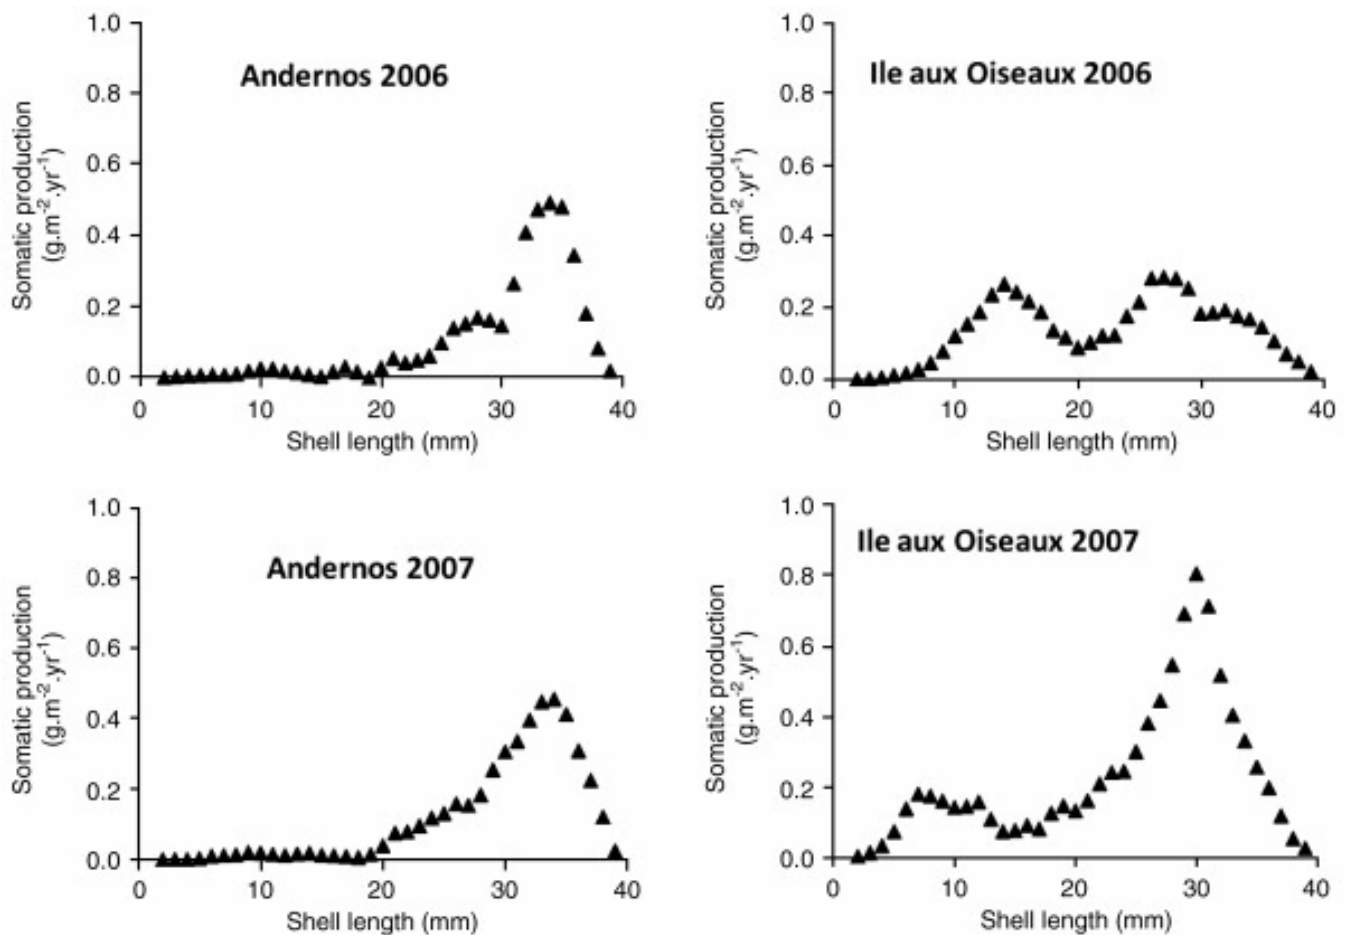 Andernos 2006
Somatic production
(g.m-2.yr-1)
1.0
0.8
0.6
0.4
0.2
0.0
0 10 20 30 40
Shell length (mm)
Ile aux Oiseaux 2006
Somatic production
(g.m-2.yr-1)
1.0
0.8
0.6
0.4
0.2
0.0
0 10 20 30 40
Shell length (mm)
Andernos 2007
Somatic production
(g.m-2.yr-1)
1.0
0.8
0.6
0.4
0.2
0.0
0 10 20 30 40
Shell length (mm)
Ile aux Oiseaux 2007
Somatic production
(g.m-2.yr-1)
1.0
0.8
0.6
0.4
0.2
0.0
0 10 20 30 40
Shell length (mm)